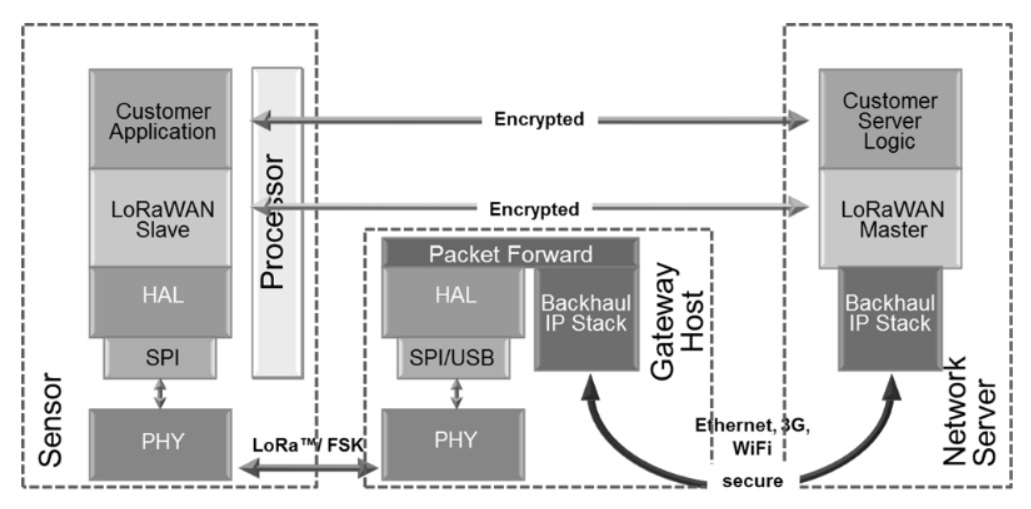 Customer
Application
LoRaWAN
Slave
HAL
SPI
PHY
Sensor
Processor
Encrypted
Encrypted
LoRa™/ FSK
Packet Forward
HAL
SPI/USB
PHY
Backhaul
IP Stack
Gateway
Host
Ethernet, 3G,
WiFi
secure
Customer
Server
Logic
LoRaWAN
Master
Backhaul
IP Stack
Network
Server